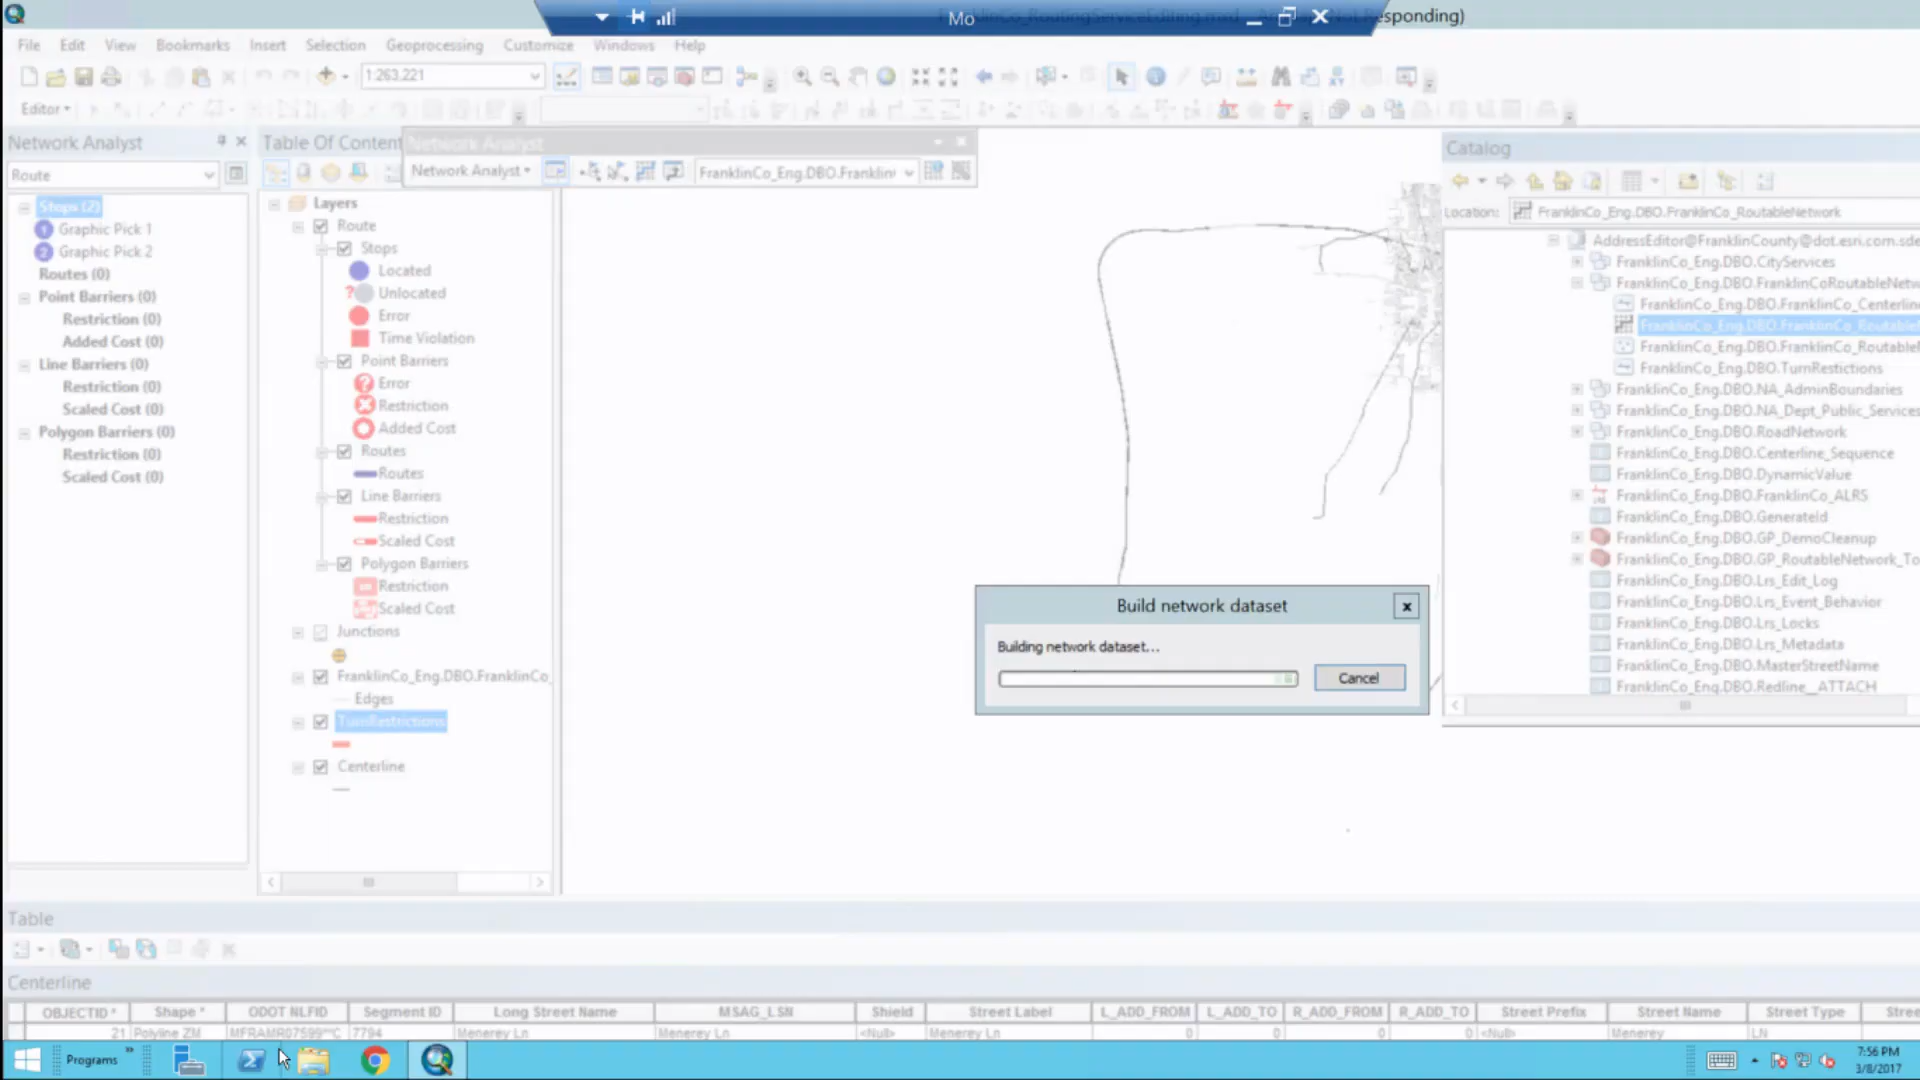 Mo
esponding)
File Edit View Bookmarks Insert Selection Geoprocessing Customize Windows Help
1:263,221
Editor
Network Analyst
Route
Stops (2)
1 Graphic Pick 1
2 Graphic Pick 2
Routes (0)
Point Barriers (0)
Restriction (0)
Added Cost (0)
Line Barriers (0)
Restriction (0)
Scaled Cost (0)
Polygon Barriers (0)
Restriction (0)
Scaled Cost (0)
Table Of Content
Network Analyst
Network Analyst
FranklinCo_Eng.DBO.Franklin
Layers
Route
Stops
Located
Unlocated
Error
Time Violation
Point Barriers
Error
Restriction
Added Cost
Routes
Routes
Line Barriers
Restriction
Scaled Cost
Polygon Barriers
Restriction
Scaled Cost
Junctions
FranklinCo_Eng.DBO.FranklinCo_
Edges
TurnRestrictions
Centerline
Build network dataset
Building network dataset...
Cancel
Catalog
Location: FranklinCo_Eng.DBO.FranklinCo_RoutableNetwork
AddressEditor@FranklinCounty@dot.esri.com.sde
FranklinCo_Eng.DBO.CityServices
FranklinCo_Eng.DBO.FranklinCoRoutableNetw
FranklinCo_Eng.DBO.FranklinCo_Centerlin
FranklinCo_Eng.DBO.FranklinCo_Routable
FranklinCo_Eng.DBO.FranklinCo_Routable
FranklinCo_Eng.DBO.TurnRestictions
FranklinCo_Eng.DBO.NA_AdminBoundaries
FranklinCo_Eng.DBO.NA_Dept_Public_Services
FranklinCo_Eng.DBO.RoadNetwork
FranklinCo_Eng.DBO.Centerline_Sequence
FranklinCo_Eng.DBO.DynamicValue
FranklinCo_Eng.DBO.FranklinCo_ALRS
FranklinCo_Eng.DBO.GenerateId
FranklinCo_Eng.DBO.GP_DemoCleanup
FranklinCo_Eng.DBO.GP_RoutableNetwork_To
FranklinCo_Eng.DBO.Lrs_Edit_Log
FranklinCo_Eng.DBO.Lrs_Event_Behavior
FranklinCo_Eng.DBO.Lrs_Locks
FranklinCo_Eng.DBO.Lrs_Metadata
FranklinCo_Eng.DBO.MasterStreetName
FranklinCo_Eng.DBO.Redline__ATTACH
Table
Centerline
OBJECTID * Shape * ODOT NLFID Segment ID Long Street Name MSAG_LSN Shield Street Label L_ADD_FROM L_ADD_TO R_ADD_FROM R_ADD_TO Street Prefix Street Name Street Type Stree
21 Polyline ZM MFRAMR07599**C 7794 Menerey Ln Menerey Ln <Null> Menerey Ln 0 0 0 0 <Null> Menerey LN
Programs
7:56 PM
3/8/2017